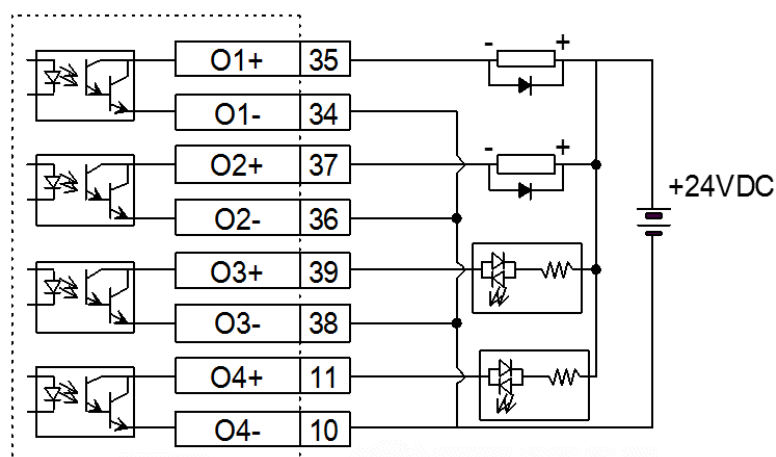 O1+ 35 - +
O1- 34
O2+ 37 - +
+24VDC
O2- 36
O3+ 39
O3- 38
O4+ 11
O4- 10